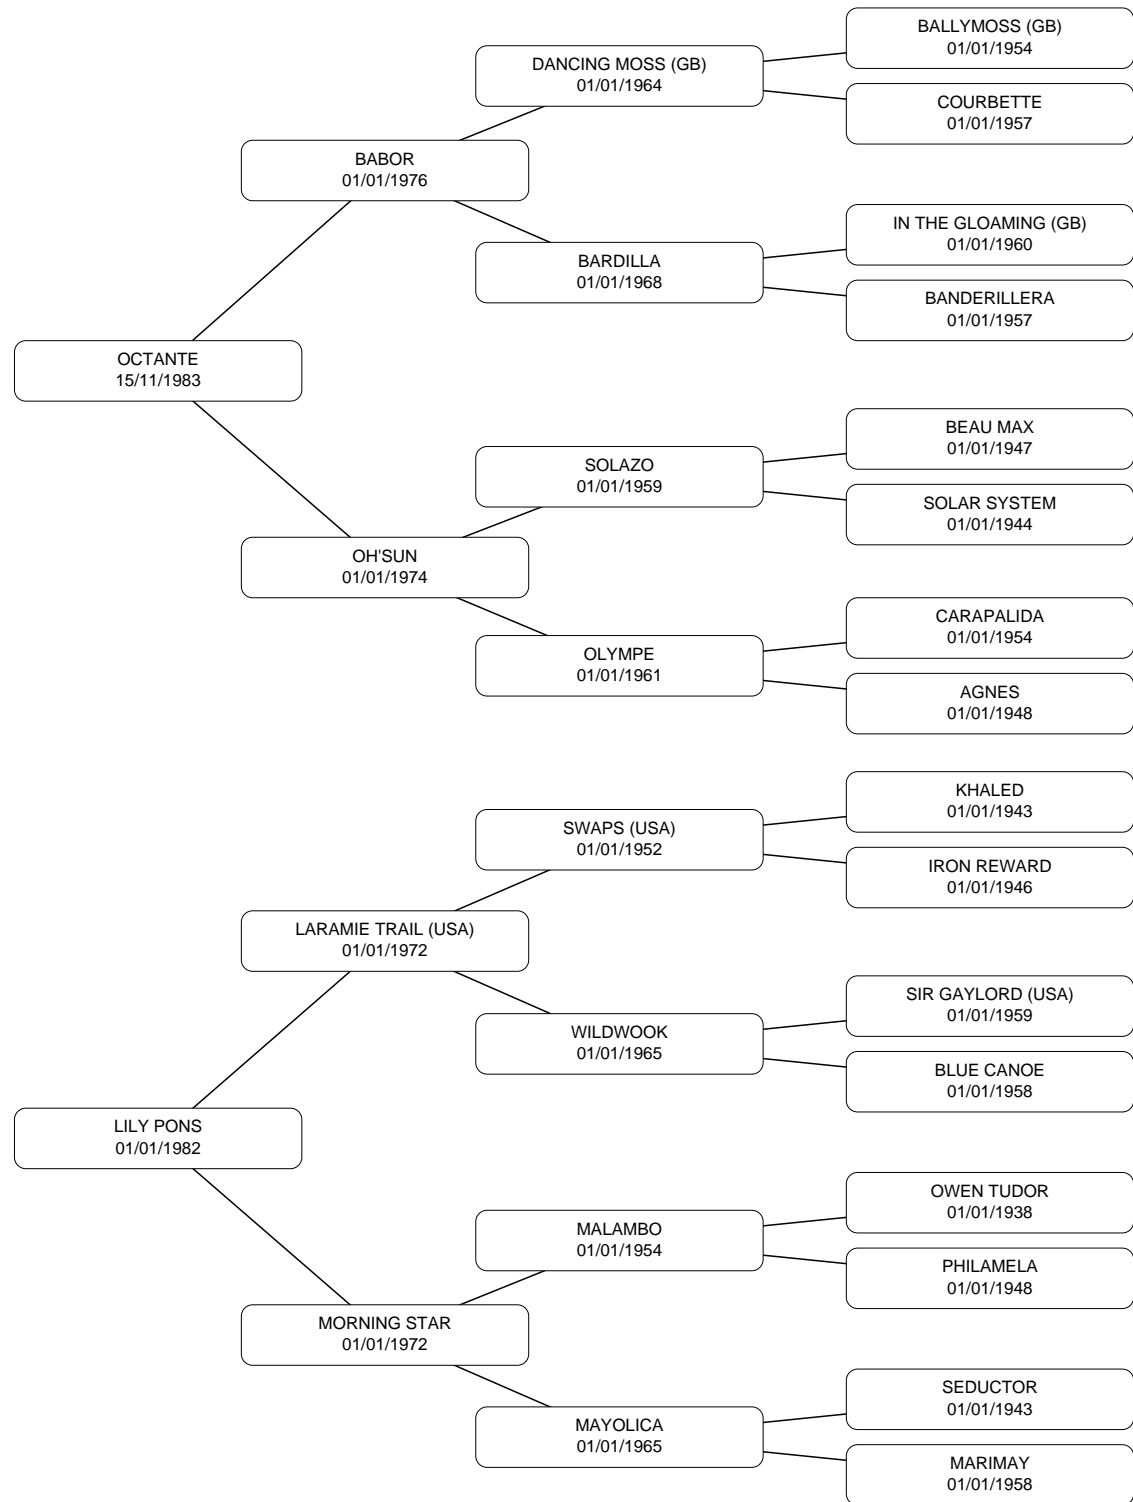 BALLYMOSS (GB)
01/01/1954
DANCING MOSS (GB)
01/01/1964
COURBETTE
01/01/1957
BABOR
01/01/1976
IN THE GLOAMING (GB)
01/01/1960
BARDILLA
01/01/1968
BANDERILLERA
01/01/1957
OCTANTE
15/11/1983
BEAU MAX
01/01/1947
SOLAZO
01/01/1959
SOLAR SYSTEM
01/01/1944
OH'SUN
01/01/1974
CARAPALIDA
01/01/1954
OLYMPE
01/01/1961
AGNES
01/01/1948
KHALED
01/01/1943
SWAPS (USA)
01/01/1952
IRON REWARD
01/01/1946
LARAMIE TRAIL (USA)
01/01/1972
SIR GAYLORD (USA)
01/01/1959
WILDWOOK
01/01/1965
BLUE CANOE
01/01/1958
LILY PONS
01/01/1982
OWEN TUDOR
01/01/1938
MALAMBO
01/01/1954
PHILAMELA
01/01/1948
MORNING STAR
01/01/1972
SEDUCTOR
01/01/1943
MAYOLICA
01/01/1965
MARIMAY
01/01/1958